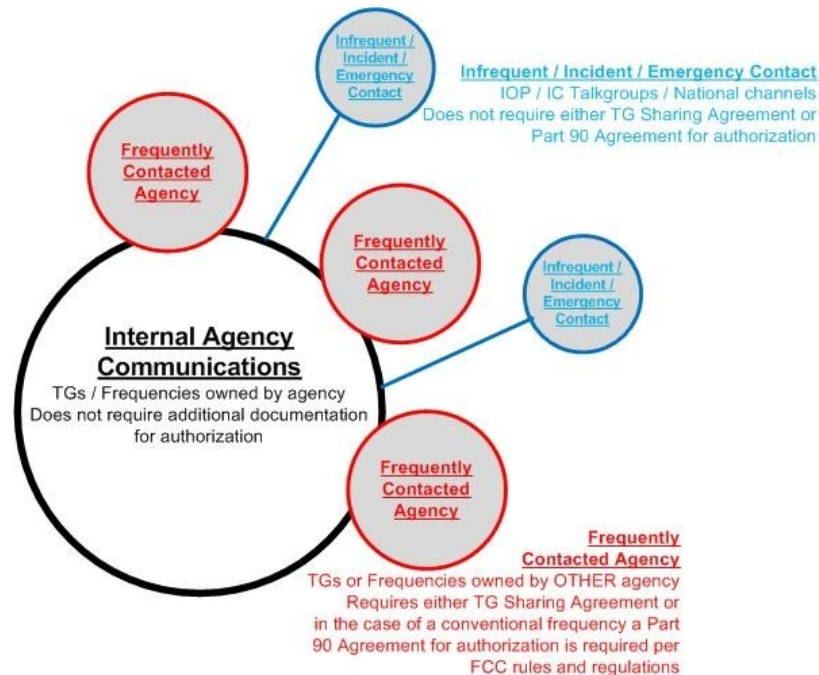 Infrequent /
Incident /
Emergency
Contact
Infrequent / Incident / Emergency Contact
IOP / IC Talkgroups / National channels
Does not require either TG Sharing Agreement or
Part 90 Agreement for authorization
Frequently
Contacted
Agency
Frequently
Contacted
Agency
Infrequent /
Incident /
Emergency
Contact
Internal Agency
Communications
TGs / Frequencies owned by agency
Does not require additional documentation
for authorization
Frequently
Contacted
Agency
Frequently
Contacted Agency
TGs or Frequencies owned by OTHER agency
Requires either TG Sharing Agreement or
in the case of a conventional frequency a Part
90 Agreement for authorization is required per
FCC rules and regulations